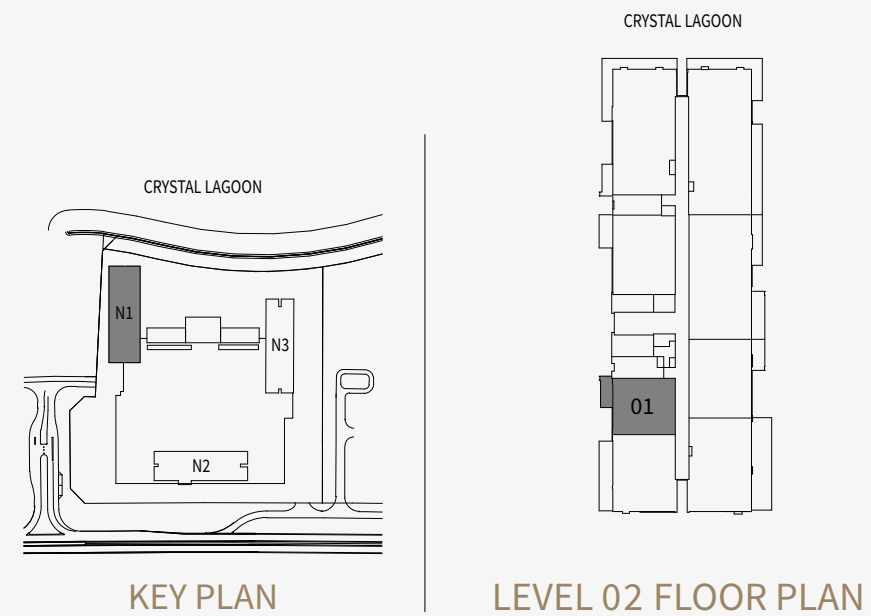 CRYSTAL LAGOON
N1
N3
N2
KEY PLAN
CRYSTAL LAGOON
01
LEVEL 02 FLOOR PLAN